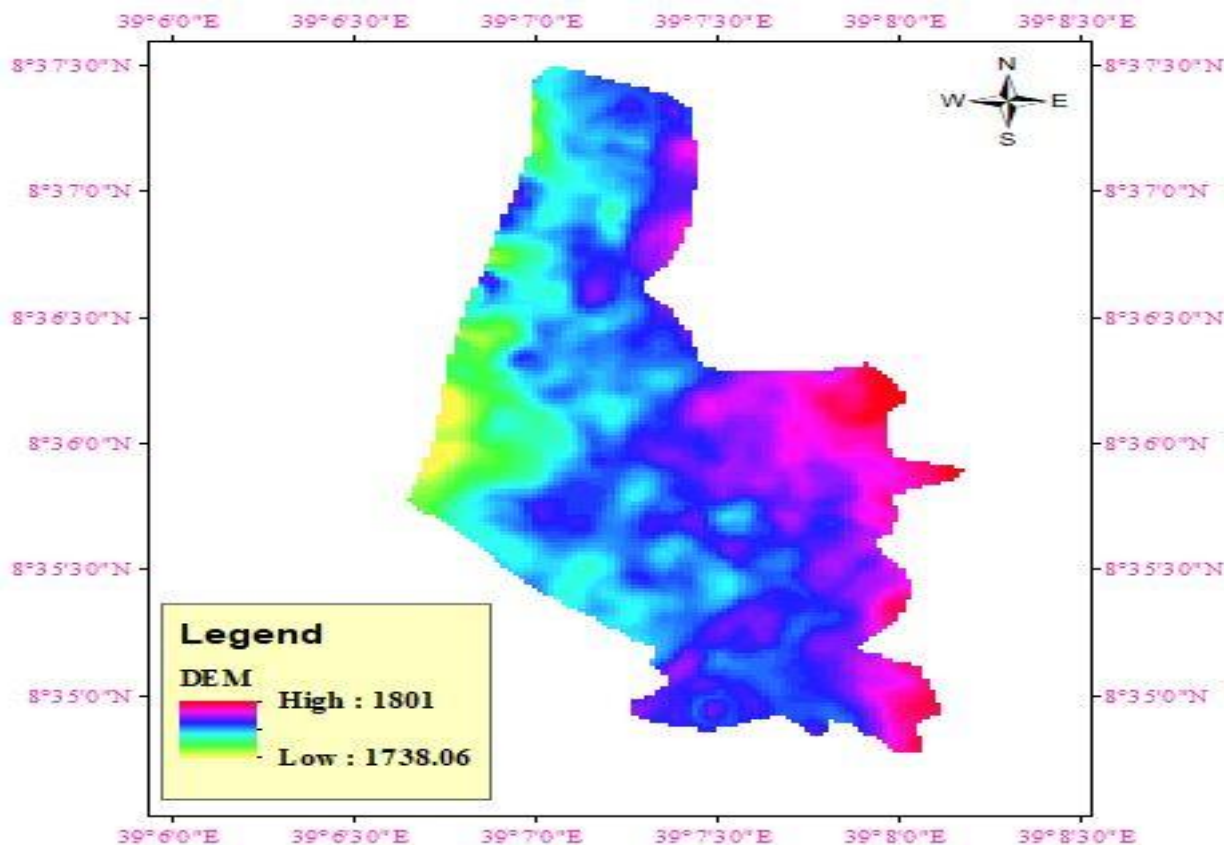 39°6'0"E 39°6'30"E 39°7'0"E 39°7'30"E 39°8'0"E 39°8'30"E
8°37'30"N 8°37'30"N
N
W E
S
8°37'0"N 8°37'0"N
8°36'30"N 8°36'30"N
8°36'0"N 8°36'0"N
8°35'30"N 8°35'30"N
Legend
DEM
High : 1801
8°35'0"N 8°35'0"N
Low : 1738.06
39°6'0"E 39°6'30"E 39°7'0"E 39°7'30"E 39°8'0"E 39°8'30"E